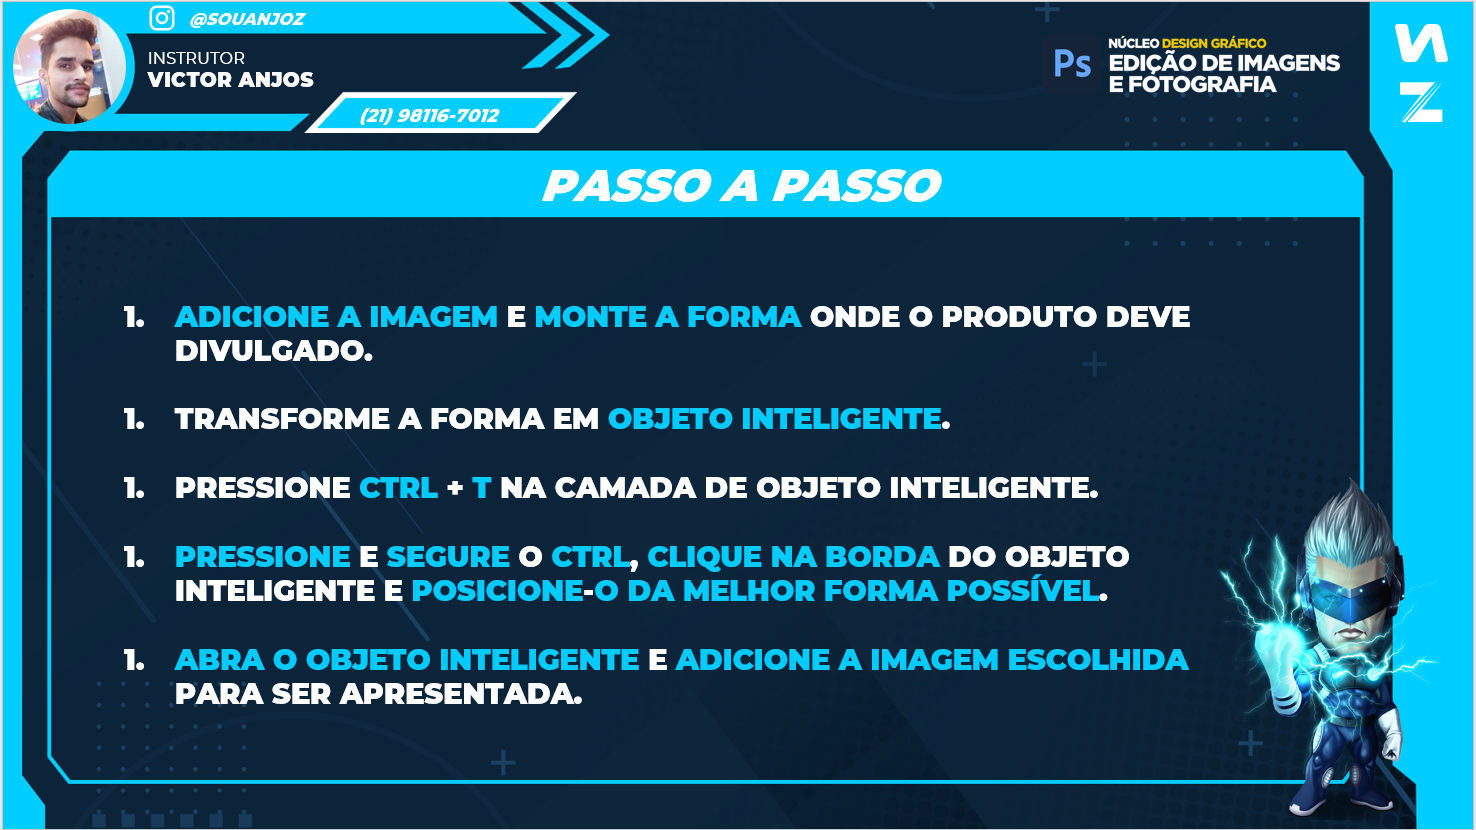 @SOUANJOZ
INSTRUTOR
VICTOR ANJOS
(21) 98116-7012
Ps
NÚCLEO DESIGN GRÁFICO
EDIÇÃO DE IMAGENS
E FOTOGRAFIA
PASSO A PASSO
1. ADICIONE A IMAGEM E MONTE A FORMA ONDE O PRODUTO DEVE
DIVULGADO.
1. TRANSFORME A FORMA EM OBJETO INTELIGENTE.
1. PRESSIONE CTRL + T NA CAMADA DE OBJETO INTELIGENTE.
1. PRESSIONE E SEGURE O CTRL, CLIQUE NA BORDA DO OBJETO
INTELIGENTE E POSICIONE-O DA MELHOR FORMA POSSÍVEL.
1. ABRA O OBJETO INTELIGENTE E ADICIONE A IMAGEM ESCOLHIDA
PARA SER APRESENTADA.